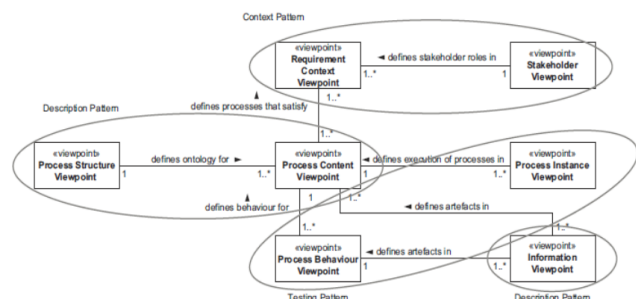 Context Pattern
«viewpoint»
Requirement
Context
Viewpoint
◄ defines stakeholder roles in
1..*
1
«viewpoint»
Stakeholder
Viewpoint
1..*
▲
defines processes that satisfy
1..*
Description Pattern
«viewpoint»
Process Structure
Viewpoint
defines ontology for ►
1
1..*
«viewpoint»
Process Content
Viewpoint
◄ defines execution of processes in
1
1..*
«viewpoint»
Process Instance
Viewpoint
▲
defines behaviour for
1
1..*
◄ defines artefacts in
1..*
1..*
«viewpoint»
Process Behaviour
Viewpoint
◄ defines artefacts in
1
1..*
«viewpoint»
Information
Viewpoint
Testing Pattern
Description Pattern